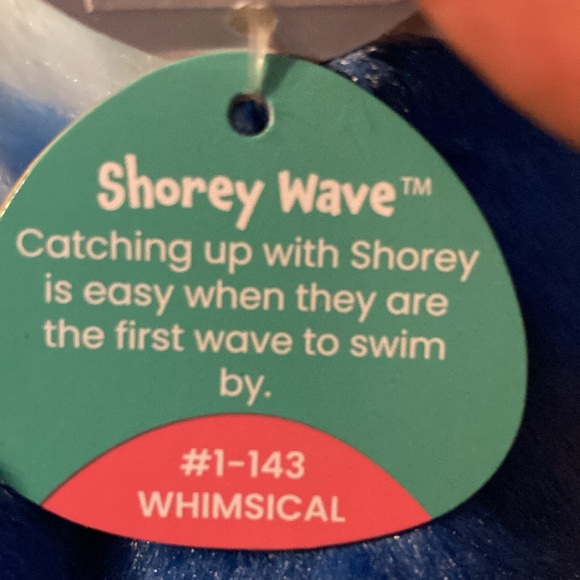 Shorey Wave™
Catching up with Shorey
is easy when they are
the first wave to swim
by.
#1-143
WHIMSICAL